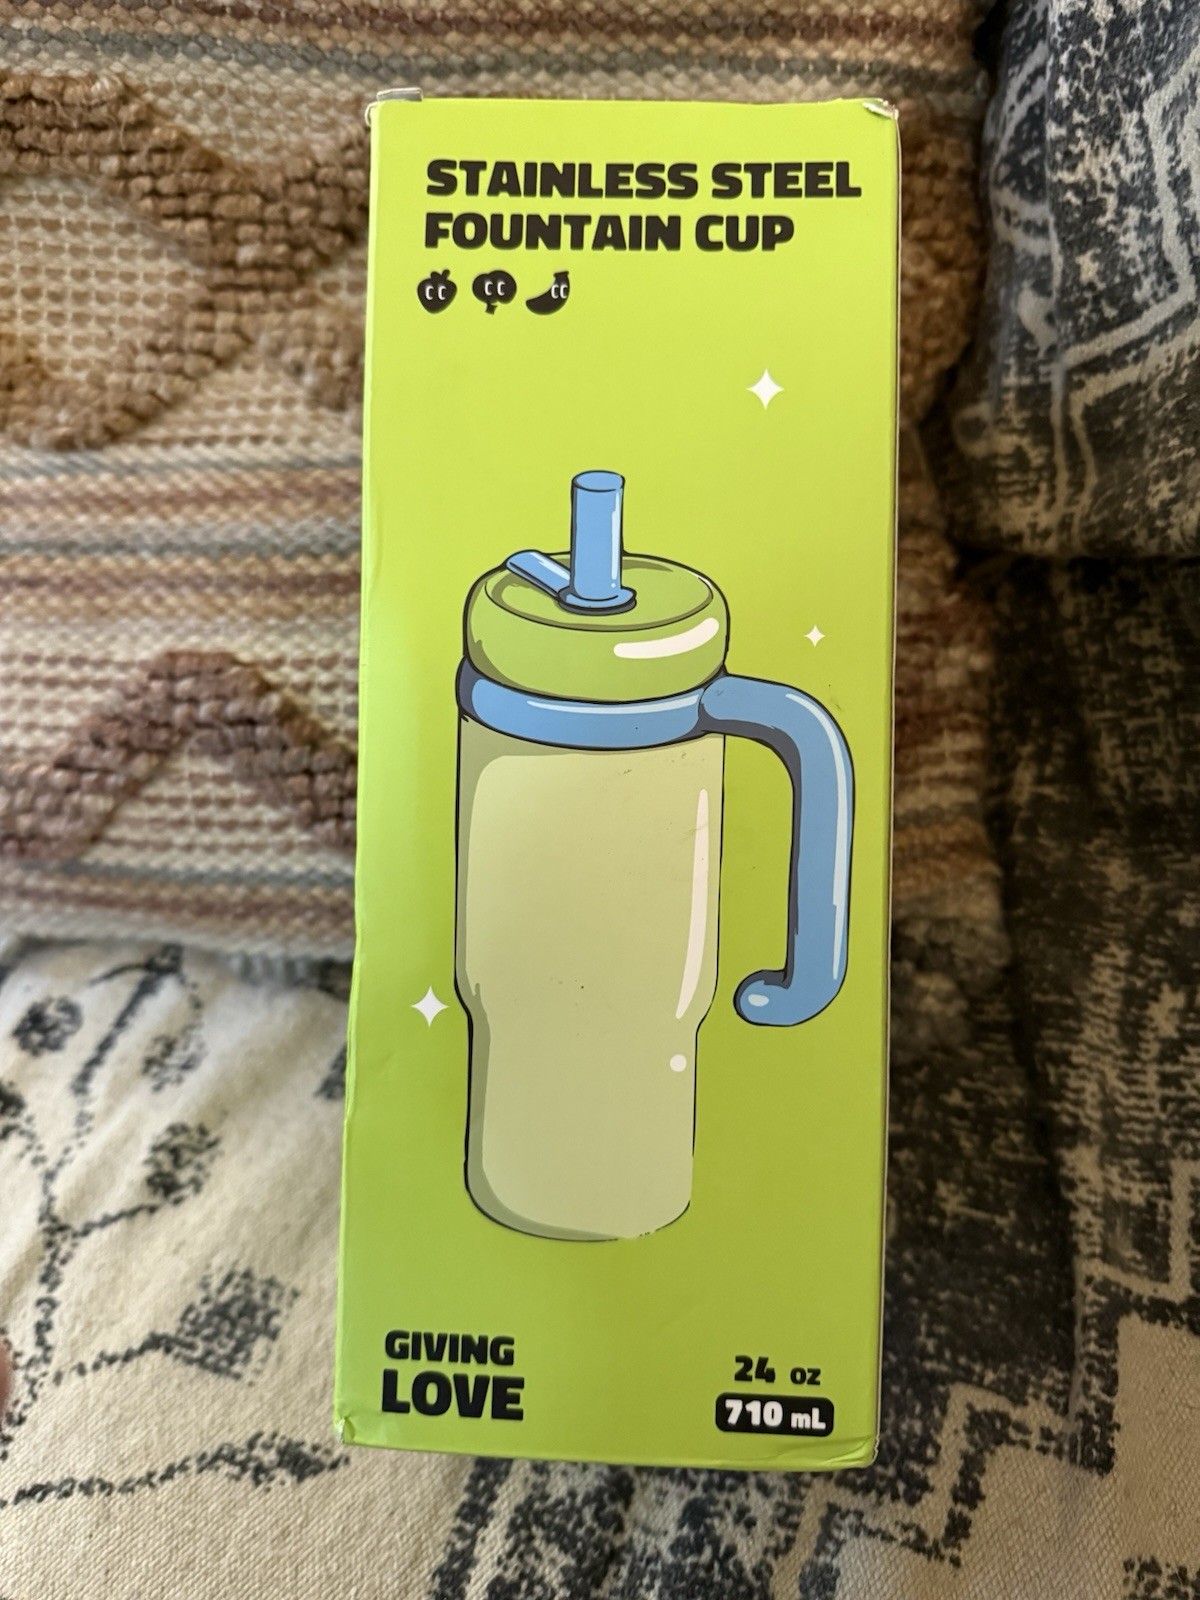 STAINLESS STEEL
FOUNTAIN CUP
GIVING
LOVE
24 oz
710 mL